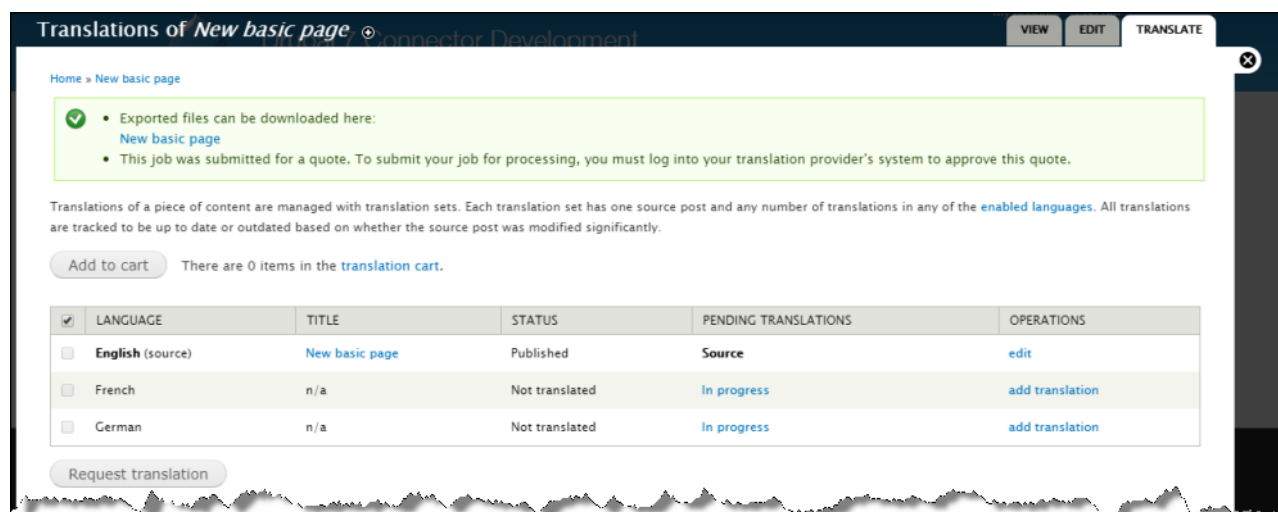 Translations of New basic page
Drupal 7 Connector Development
VIEW EDIT TRANSLATE
Home » New basic page
• Exported files can be downloaded here:
New basic page
• This job was submitted for a quote. To submit your job for processing, you must log into your translation provider's system to approve this quote.
Translations of a piece of content are managed with translation sets. Each translation set has one source post and any number of translations in any of the enabled languages. All translations
are tracked to be up to date or outdated based on whether the source post was modified significantly.
Add to cart There are 0 items in the translation cart.
LANGUAGE TITLE STATUS PENDING TRANSLATIONS OPERATIONS
English (source) New basic page Published Source edit
French n/a Not translated In progress add translation
German n/a Not translated In progress add translation
Request translation